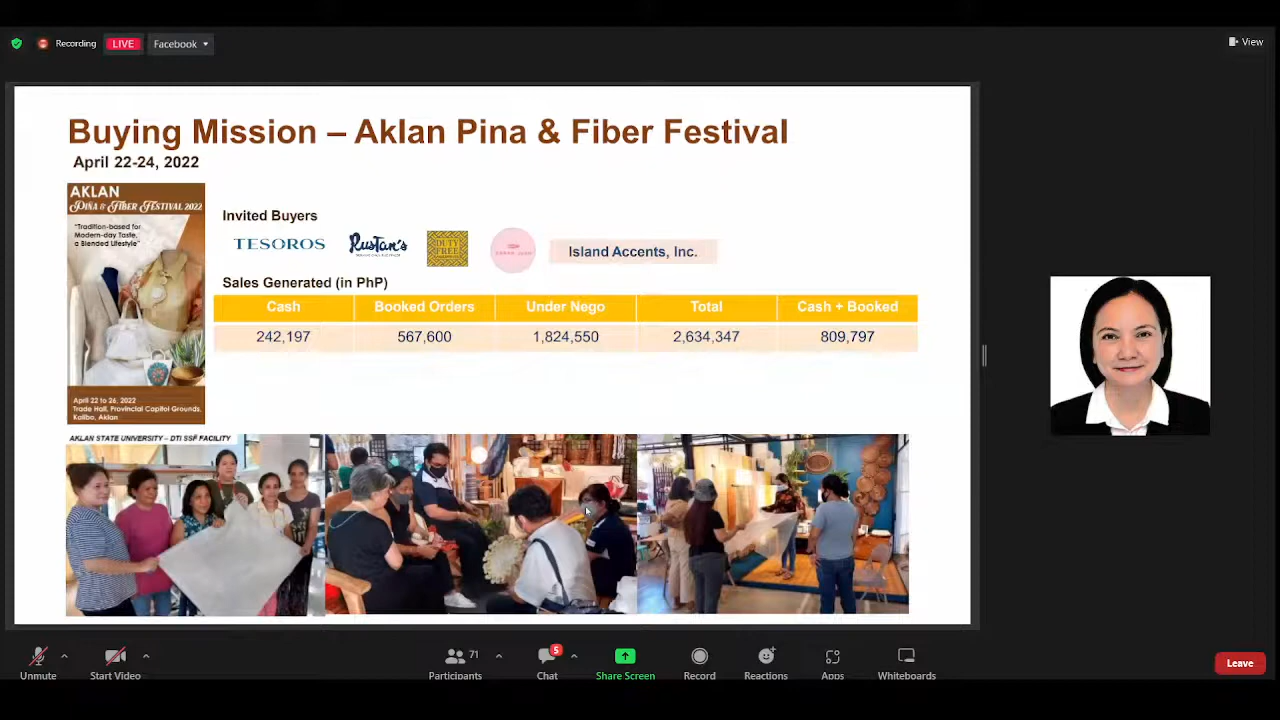 Recording
LIVE
Facebook
View
Buying Mission – Aklan Pina & Fiber Festival
April 22-24, 2022
AKLAN
PIÑA & FIBER FESTIVAL 2022
"Tradition-based for
Modern-day Taste,
a Blended Lifestyle"
April 22 to 26, 2022
Trade Hall, Provincial Capitol Grounds,
Kalibo, Aklan
Invited Buyers
TESOROS
Rustan's
DUTY
FREE
Island Accents, Inc.
Sales Generated (in PhP)
Cash Booked Orders Under Nego Total Cash + Booked
242,197 567,600 1,824,550 2,634,347 809,797
AKLAN STATE UNIVERSITY – DTI SSF FACILITY
71
5
Unmute Start Video Participants Chat Share Screen Record Reactions Apps Whiteboards
Leave